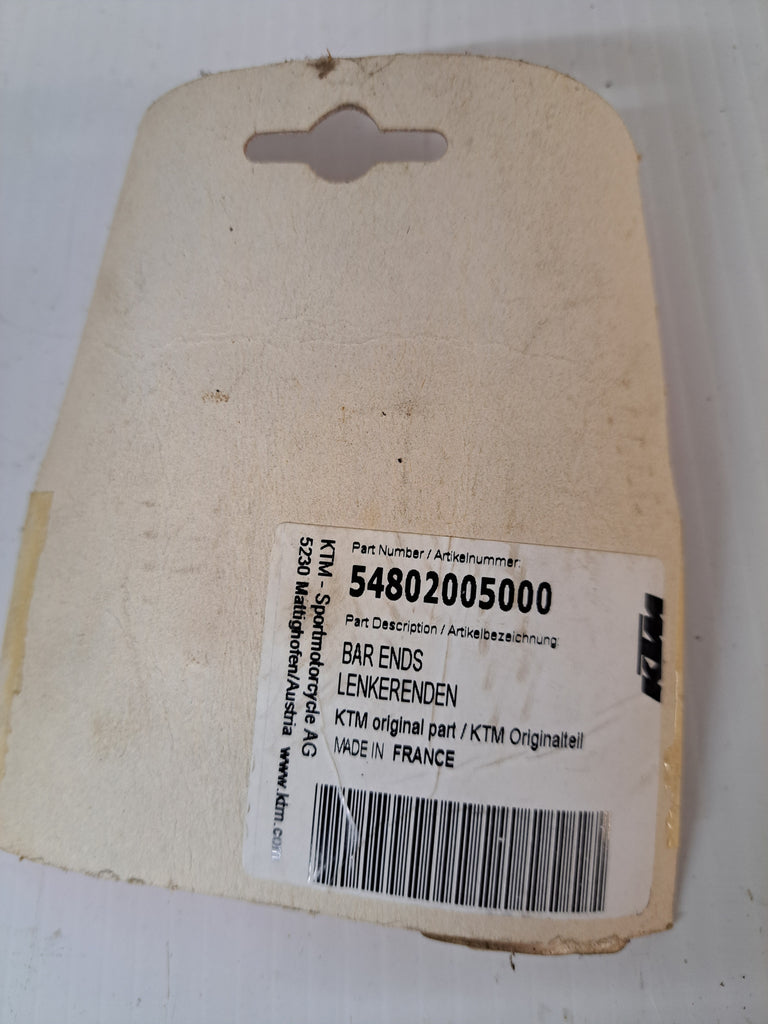 Part Number / Artikelnummer:
54802005000
Part Description / Artikelbezeichnung:
BAR ENDS
LENKERENDEN
KTM original part / KTM Originalteil
MADE IN FRANCE
KTM - Sportmotorcycle AG
5230 Mattighofen/Austria www.ktm.com
KTM